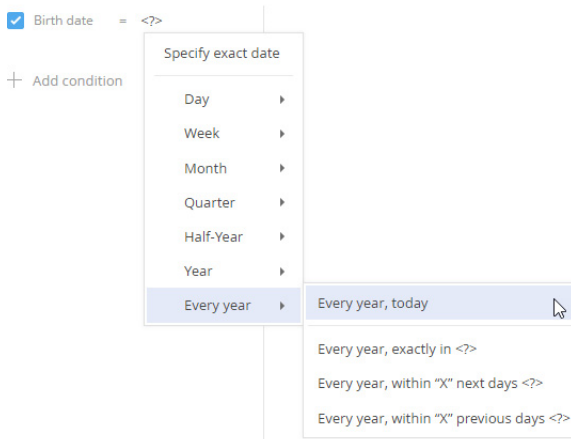 Birth date = <?>
Specify exact date
Add condition
Day
Week
Month
Quarter
Half-Year
Year
Every year
Every year, today
Every year, exactly in <?>
Every year, within “X” next days <?>
Every year, within “X” previous days <?>